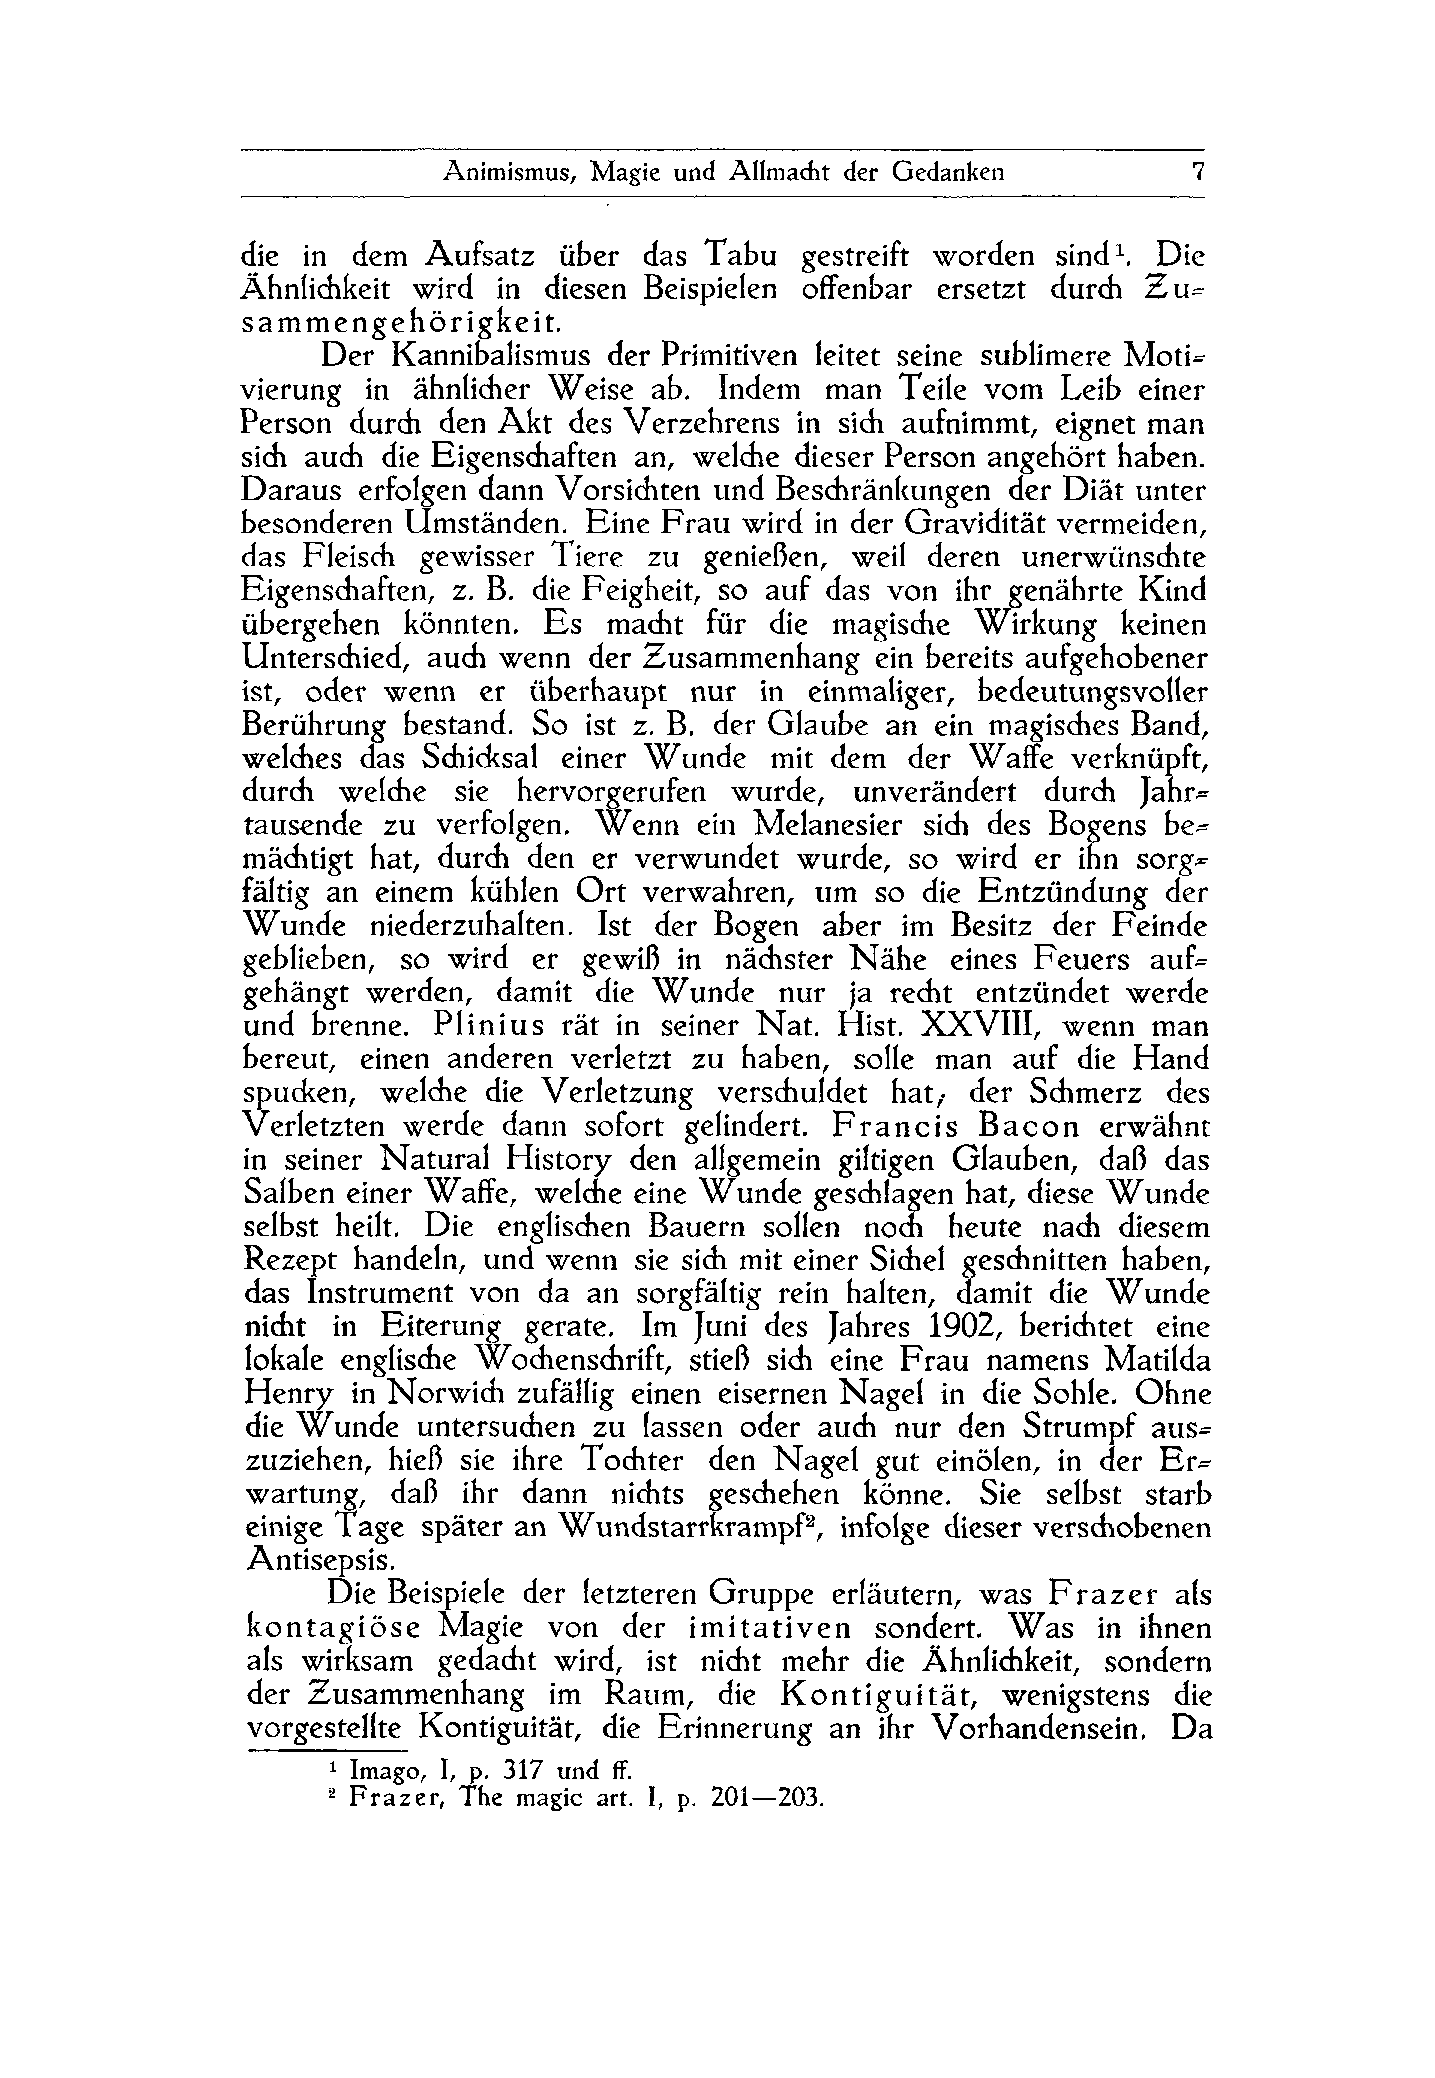 Animismus, Magie und Allmacht der Gedanken 7
die in dem Aufsatz über das Tabu gestreift worden sind¹. Die
Ähnlichkeit wird in diesen Beispielen offenbar ersetzt durch Zu-
sammengehörigkeit.
Der Kannibalismus der Primitiven leitet seine sublimere Moti-
vierung in ähnlicher Weise ab. Indem man Teile vom Leib einer
Person durch den Akt des Verzehrens in sich aufnimmt, eignet man
sich auch die Eigenschaften an, welche dieser Person angehört haben.
Daraus erfolgen dann Vorsichten und Beschränkungen der Diät unter
besonderen Umständen. Eine Frau wird in der Gravidität vermeiden,
das Fleisch gewisser Tiere zu genießen, weil deren unerwünschte
Eigenschaften, z. B. die Feigheit, so auf das von ihr genährte Kind
übergehen könnten. Es macht für die magische Wirkung keinen
Unterschied, auch wenn der Zusammenhang ein bereits aufgehobener
ist, oder wenn er überhaupt nur in einmaliger, bedeutungsvoller
Berührung bestand. So ist z. B. der Glaube an ein magisches Band,
welches das Schicksal einer Wunde mit dem der Waffe verknüpft,
durch welche sie hervorgerufen wurde, unverändert durch Jahr-
tausende zu verfolgen. Wenn ein Melanesier sich des Bogens be-
mächtigt hat, durch den er verwundet wurde, so wird er ihn sorg-
fältig an einem kühlen Ort verwahren, um so die Entzündung der
Wunde niederzuhalten. Ist der Bogen aber im Besitz der Feinde
geblieben, so wird er gewiß in nächster Nähe eines Feuers auf-
gehängt werden, damit die Wunde nur ja recht entzündet werde
und brenne. Plinius rät in seiner Nat. Hist. XXVIII, wenn man
bereut, einen anderen verletzt zu haben, solle man auf die Hand
spucken, welche die Verletzung verschuldet hat; der Schmerz des
Verletzten werde dann sofort gelindert. Francis Bacon erwähnt
in seiner Natural History den allgemein giltigen Glauben, daß das
Salben einer Waffe, welche eine Wunde geschlagen hat, diese Wunde
selbst heilt. Die englischen Bauern sollen noch heute nach diesem
Rezept handeln, und wenn sie sich mit einer Sichel geschnitten haben,
das Instrument von da an sorgfältig rein halten, damit die Wunde
nicht in Eiterung gerate. Im Juni des Jahres 1902, berichtet eine
lokale englische Wochenschrift, stieß sich eine Frau namens Matilda
Henry in Norwich zufällig einen eisernen Nagel in die Sohle. Ohne
die Wunde untersuchen zu lassen oder auch nur den Strumpf aus-
zuziehen, hieß sie ihre Tochter den Nagel gut einölen, in der Er-
wartung, daß ihr dann nichts geschehen könne. Sie selbst starb
einige Tage später an Wundstarrkrampf², infolge dieser verschobenen
Antisepsis.
Die Beispiele der letzteren Gruppe erläutern, was Frazer als
kontagiöse Magie von der imitativen sondert. Was in ihnen
als wirksam gedacht wird, ist nicht mehr die Ähnlichkeit, sondern
der Zusammenhang im Raum, die Kontiguität, wenigstens die
vorgestellte Kontiguität, die Erinnerung an ihr Vorhandensein. Da
¹ Imago, I, p. 317 und ff.
² Frazer, The magic art. I, p. 201—203.